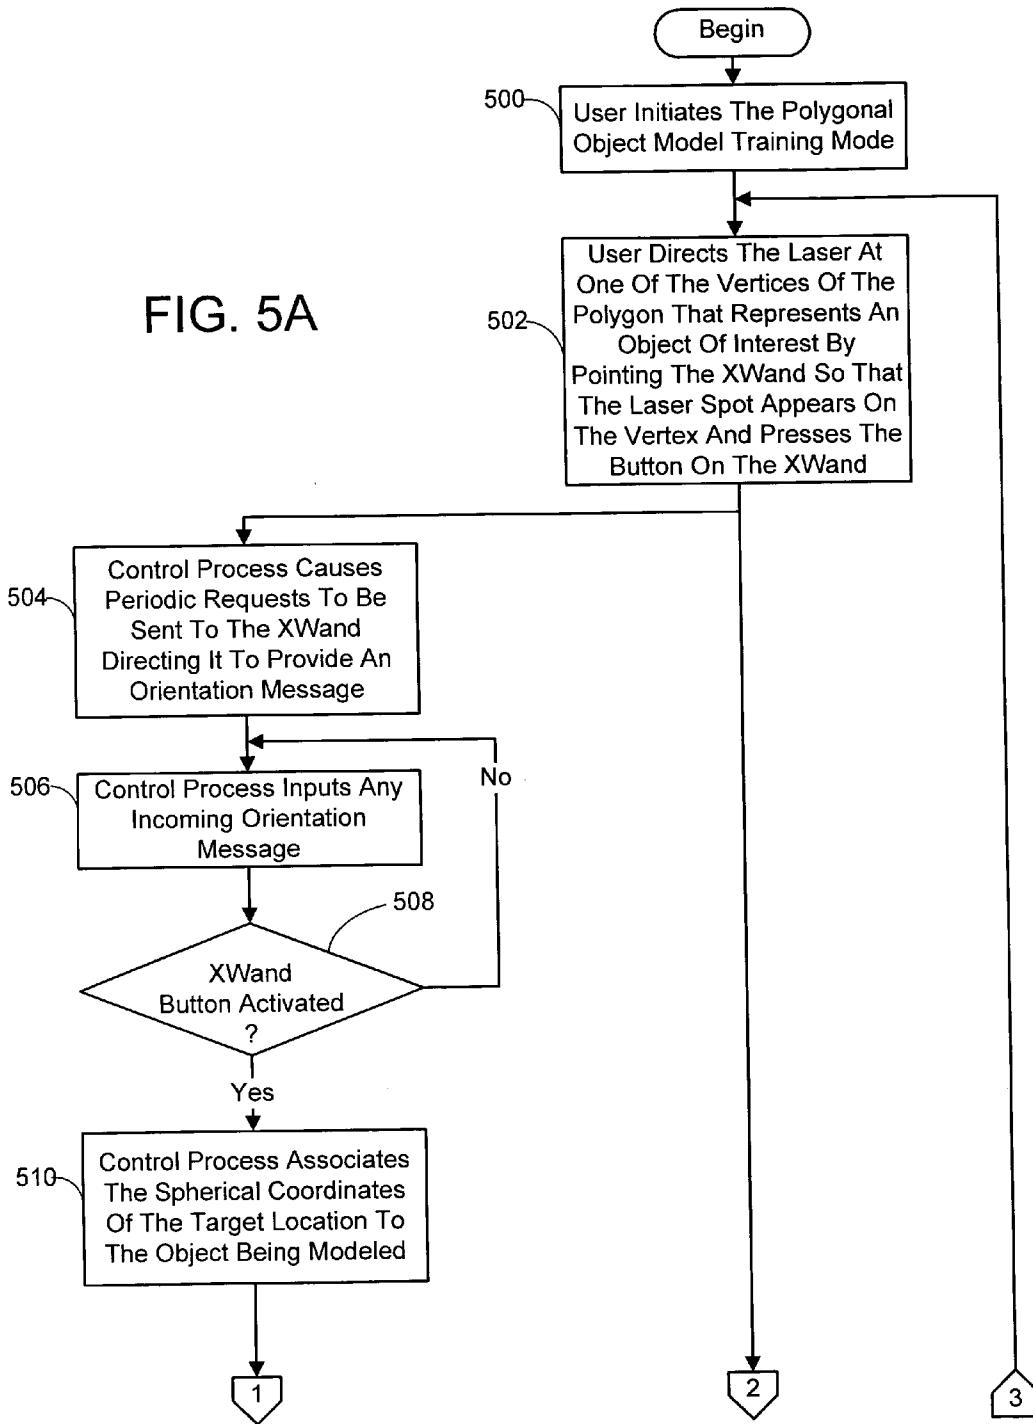 Begin
500
User Initiates The Polygonal
Object Model Training Mode
FIG. 5A
502
User Directs The Laser At
One Of The Vertices Of The
Polygon That Represents An
Object Of Interest By
Pointing The XWand So That
The Laser Spot Appears On
The Vertex And Presses The
Button On The XWand
504
Control Process Causes
Periodic Requests To Be
Sent To The XWand
Directing It To Provide An
Orientation Message
No
506
Control Process Inputs Any
Incoming Orientation
Message
508
XWand
Button Activated
?
Yes
510
Control Process Associates
The Spherical Coordinates
Of The Target Location To
The Object Being Modeled
1
2
3